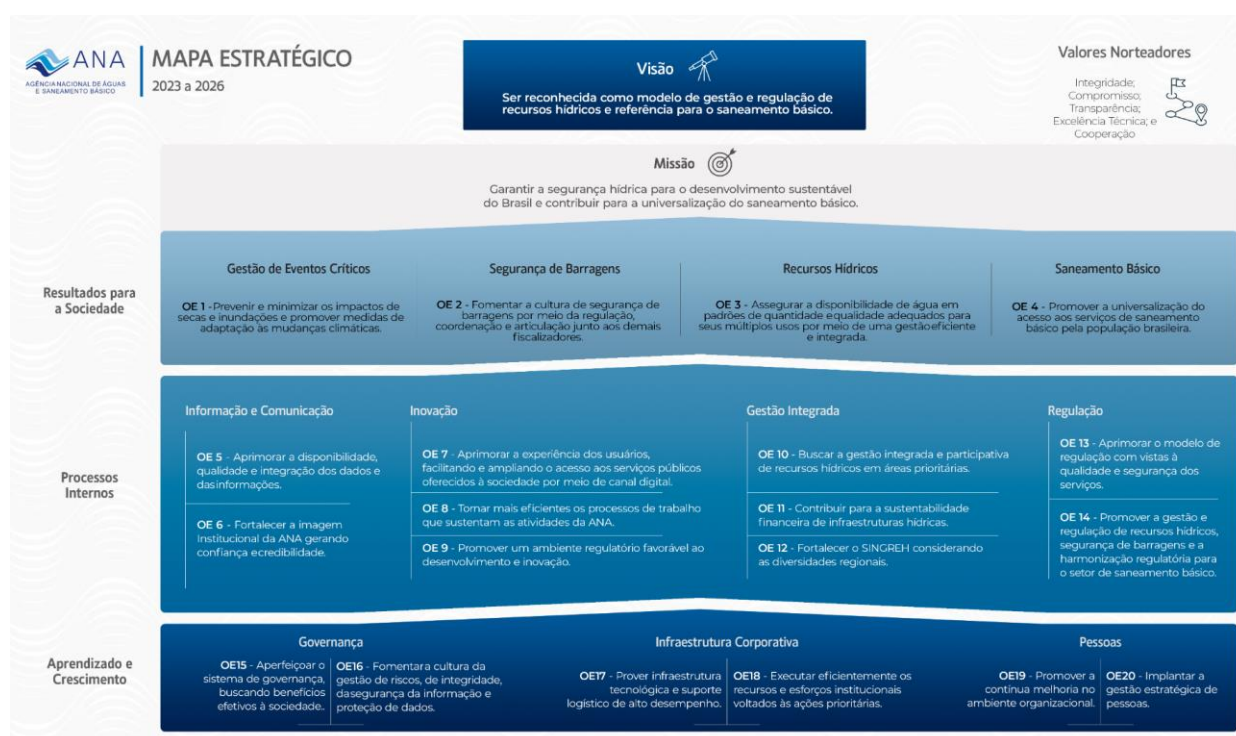 ANA
AGÊNCIA NACIONAL DE ÁGUAS
E SANEAMENTO BÁSICO
MAPA ESTRATÉGICO
2023 a 2026
Visão
Ser reconhecida como modelo de gestão e regulação de
recursos hídricos e referência para o saneamento básico.
Valores Norteadores
Integridade;
Compromisso;
Transparência;
Excelência Técnica; e
Cooperação
Missão
Garantir a segurança hídrica para o desenvolvimento sustentável
do Brasil e contribuir para a universalização do saneamento básico.
Resultados para
a Sociedade
Gestão de Eventos Críticos
OE 1 -Prevenir e minimizar os impactos de
secas e inundações e promover medidas de
adaptação às mudanças climáticas.
Segurança de Barragens
OE 2 - Fomentar a cultura de segurança de
barragens por meio da regulação,
coordenação e articulação junto aos demais
fiscalizadores.
Recursos Hídricos
OE 3 - Assegurar a disponibilidade de água em
padrões de quantidade equalidade adequados para
seus múltiplos usos por meio de uma gestãoeficiente
e integrada.
Saneamento Básico
OE 4 - Promover a universalização do
acesso aos serviços de saneamento
básico pela população brasileira.
Processos
Internos
Informação e Comunicação
OE 5 - Aprimorar a disponibilidade,
qualidade e integração dos dados e
dasinformações.
OE 6 - Fortalecer a imagem
Institucional da ANA gerando
confiança ecredibilidade.
Inovação
OE 7 - Aprimorar a experiência dos usuários,
facilitando e ampliando o acesso aos serviços públicos
oferecidos à sociedade por meio de canal digital.
OE 8 - Tornar mais eficientes os processos de trabalho
que sustentam as atividades da ANA.
OE 9 - Promover um ambiente regulatório favorável ao
desenvolvimento e inovação.
Gestão Integrada
OE 10 - Buscar a gestão integrada e participativa
de recursos hídricos em áreas prioritárias.
OE 11 - Contribuir para a sustentabilidade
financeira de infraestruturas hídricas.
OE 12 - Fortalecer o SINGREH considerando
as diversidades regionais.
Regulação
OE 13 - Aprimorar o modelo de
regulação com vistas à
qualidade e segurança dos
serviços.
OE 14 - Promover a gestão e
regulação de recursos hídricos,
segurança de barragens e a
harmonização regulatória para
o setor de saneamento básico.
Aprendizado e
Crescimento
Governança
OE15 - Aperfeiçoar o
sistema de governança,
buscando benefícios
efetivos à sociedade.
OE16 - Fomentara cultura da
gestão de riscos, de integridade,
dasegurança da informação e
proteção de dados.
Infraestrutura Corporativa
OE17 - Prover infraestrutura
tecnológica e suporte
logístico de alto desempenho.
OE18 - Executar eficientemente os
recursos e esforços institucionais
voltados às ações prioritárias.
Pessoas
OE19 - Promover a
contínua melhoria no
ambiente organizacional.
OE20 - Implantar a
gestão estratégica de
pessoas.